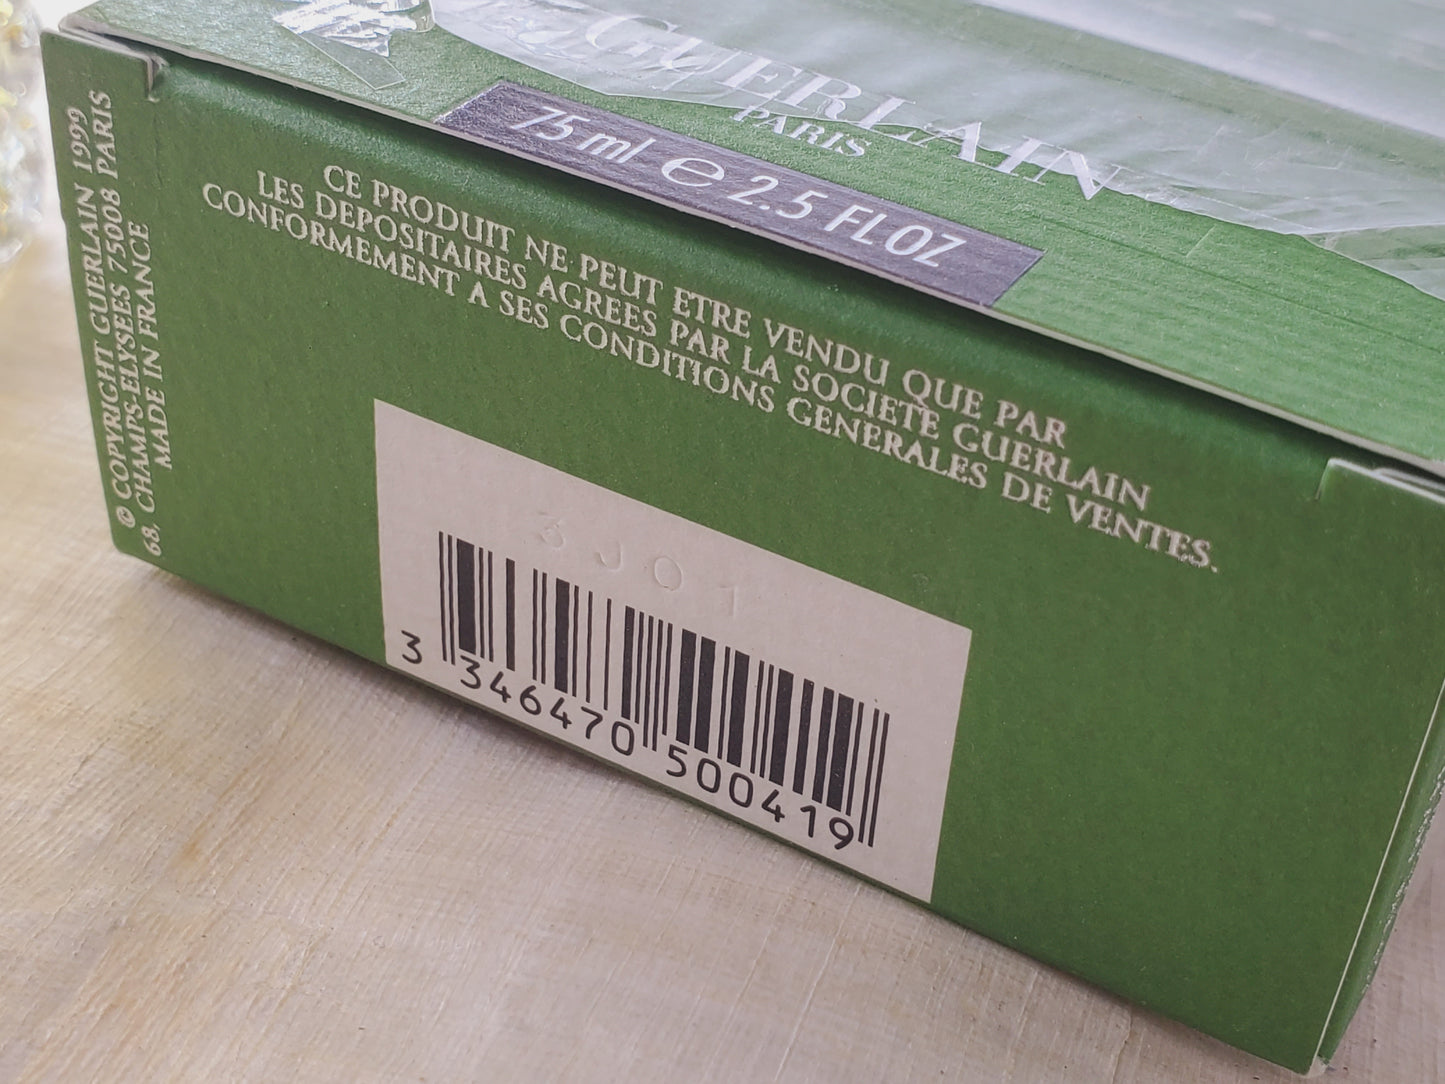 GUERLAIN
PARIS
75 ml ℮ 2.5 FL OZ
CE PRODUIT NE PEUT ETRE VENDU QUE PAR
LES DEPOSITAIRES AGREES PAR LA SOCIETE GUERLAIN
CONFORMEMENT A SES CONDITIONS GENERALES DE VENTES.
© COPYRIGHT GUERLAIN 1999
68, CHAMPS-ELYSEES 75008 PARIS
MADE IN FRANCE
3 346470 500419